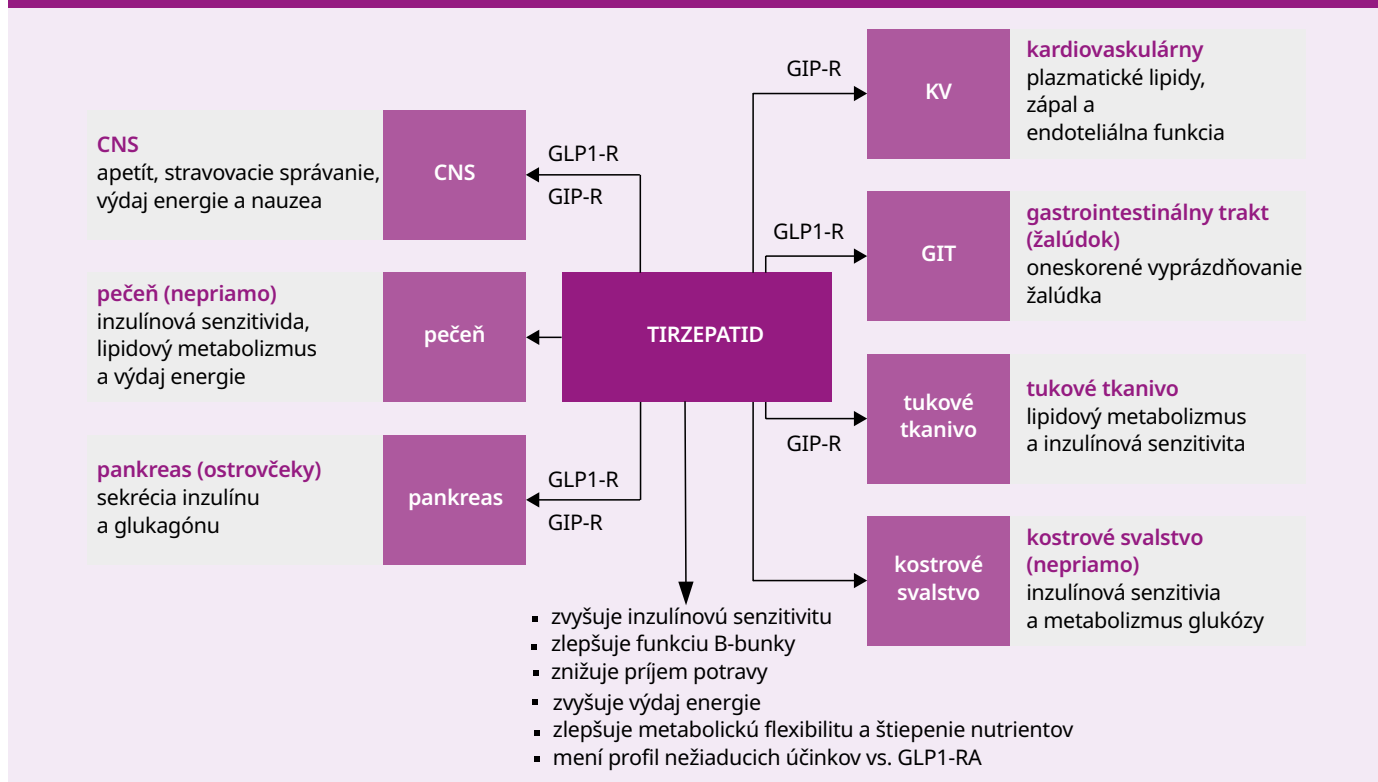 CNS
apetít, stravovacie správanie,
výdaj energie a nauzea
CNS
GLP1-R
GIP-R
pečeň (nepriamo)
inzulínová senzitivida,
lipidový metabolizmus
a výdaj energie
pečeň
pankreas (ostrovčeky)
sekrécia inzulínu
a glukagónu
pankreas
GLP1-R
GIP-R
TIRZEPATID
GIP-R
KV
kardiovaskulárny
plazmatické lipidy,
zápal a
endoteliálna funkcia
GLP1-R
GIT
gastrointestinálny trakt
(žalúdok)
oneskorené vyprázdňovanie
žalúdka
GIP-R
tukové
tkanivo
tukové tkanivo
lipidový metabolizmus
a inzulínová senzitivita
kostrové
svalstvo
kostrové svalstvo
(nepriamo)
inzulínová senzitivia
a metabolizmus glukózy
▪ zvyšuje inzulínovú senzitivitu
▪ zlepšuje funkciu B-bunky
▪ znižuje príjem potravy
▪ zvyšuje výdaj energie
▪ zlepšuje metabolickú flexibilitu a štiepenie nutrientov
▪ mení profil nežiaducich účinkov vs. GLP1-RA